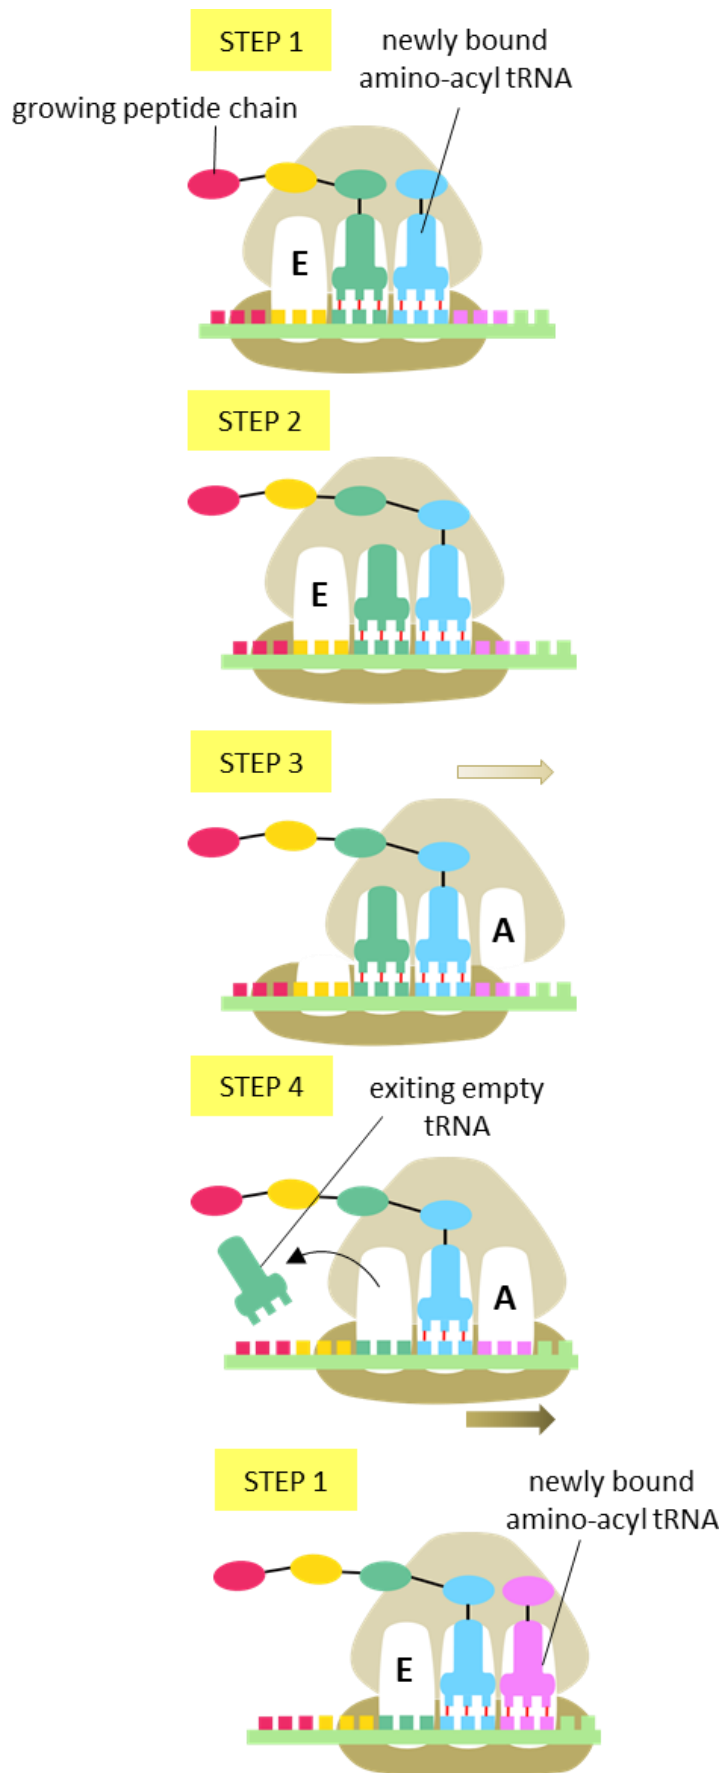 STEP 1
newly bound
amino-acyl tRNA
growing peptide chain
E
STEP 2
E
STEP 3
A
STEP 4
exiting empty
tRNA
A
STEP 1
newly bound
amino-acyl tRNA
E